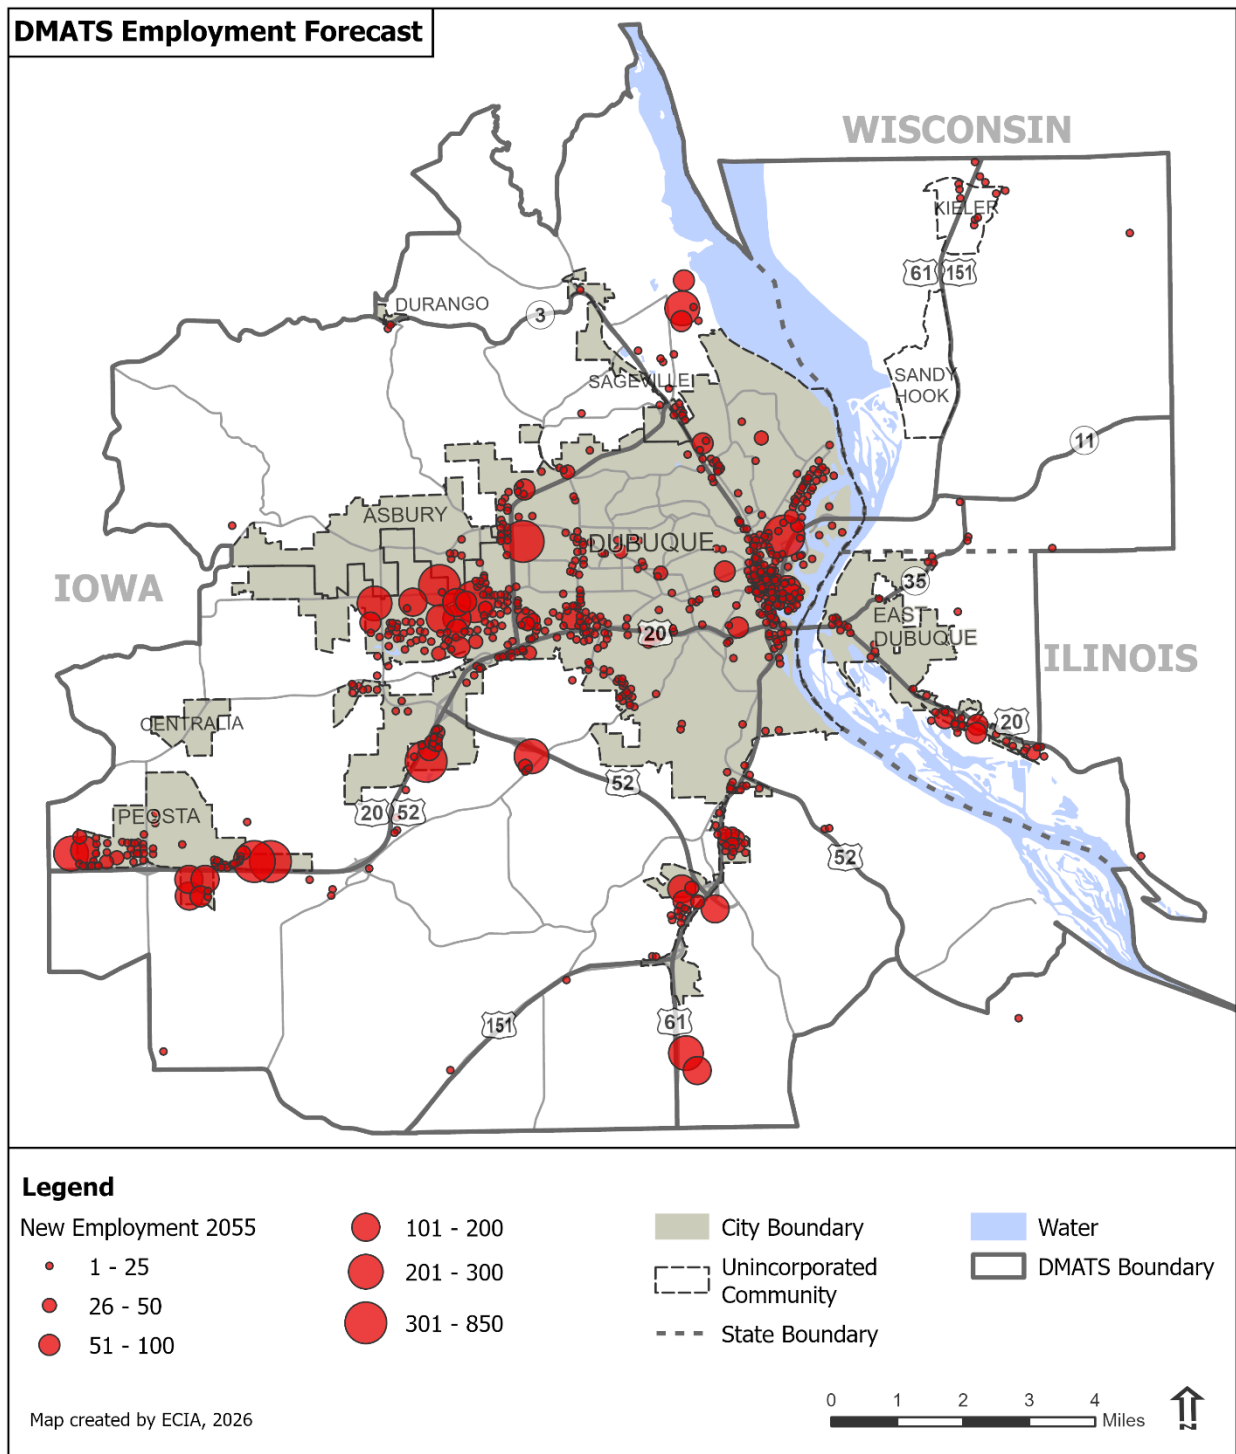 DMATS Employment Forecast
WISCONSIN
KIELER
61 151
DURANGO
3
SAGEVILLE
SANDY
HOOK
11
ASBURY
DUBUQUE
IOWA
35
EAST
DUBUQUE
20
ILINOIS
CENTRALIA
20
52
PEOSTA
20 52
52
151
61
Legend
New Employment 2055
1 - 25
26 - 50
51 - 100
101 - 200
201 - 300
301 - 850
City Boundary
Unincorporated
Community
State Boundary
Water
DMATS Boundary
Map created by ECIA, 2026
0 1 2 3 4
Miles
N